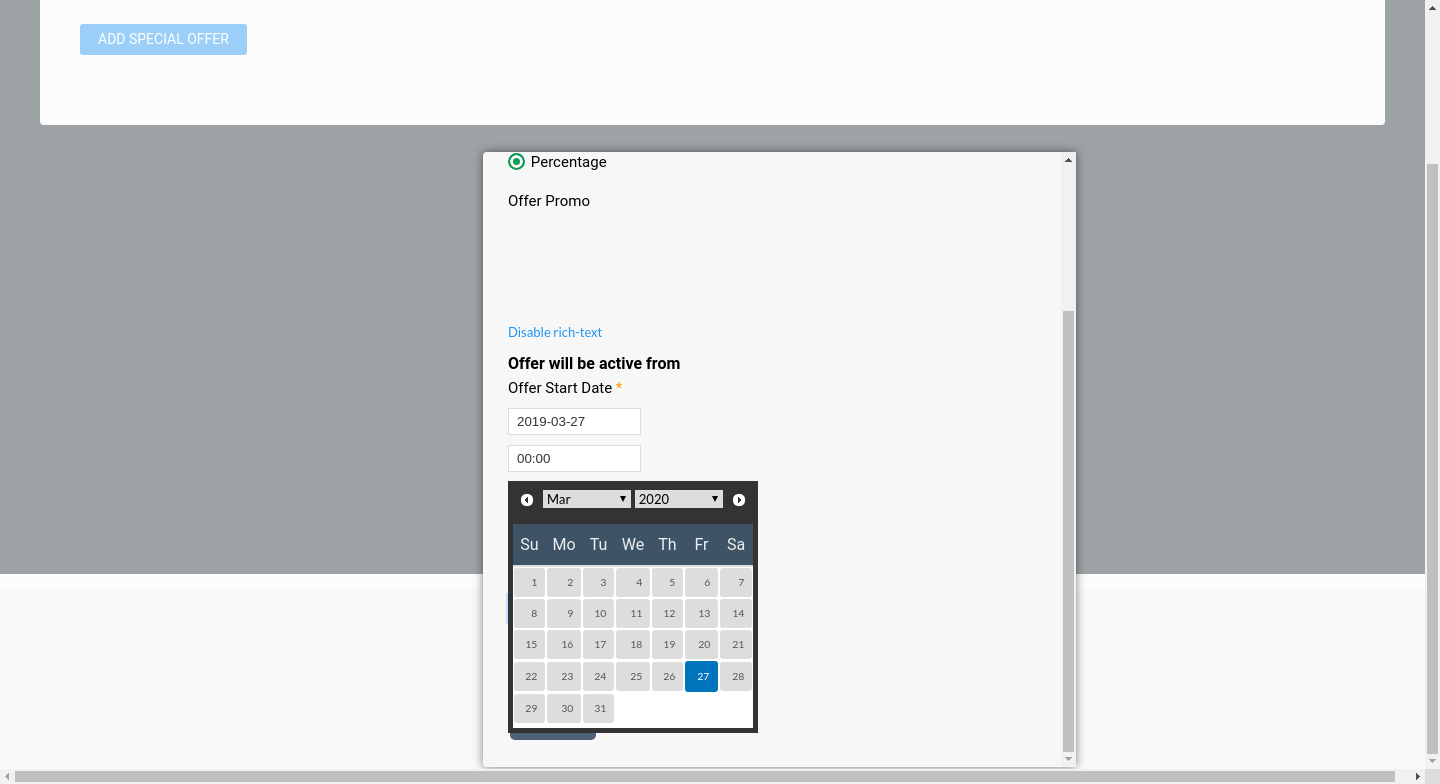 ADD SPECIAL OFFER
Percentage
Offer Promo
Disable rich-text
Offer will be active from
Offer Start Date *
2019-03-27
00:00
Mar 2020
Su Mo Tu We Th Fr Sa
1 2 3 4 5 6 7
8 9 10 11 12 13 14
15 16 17 18 19 20 21
22 23 24 25 26 27 28
29 30 31